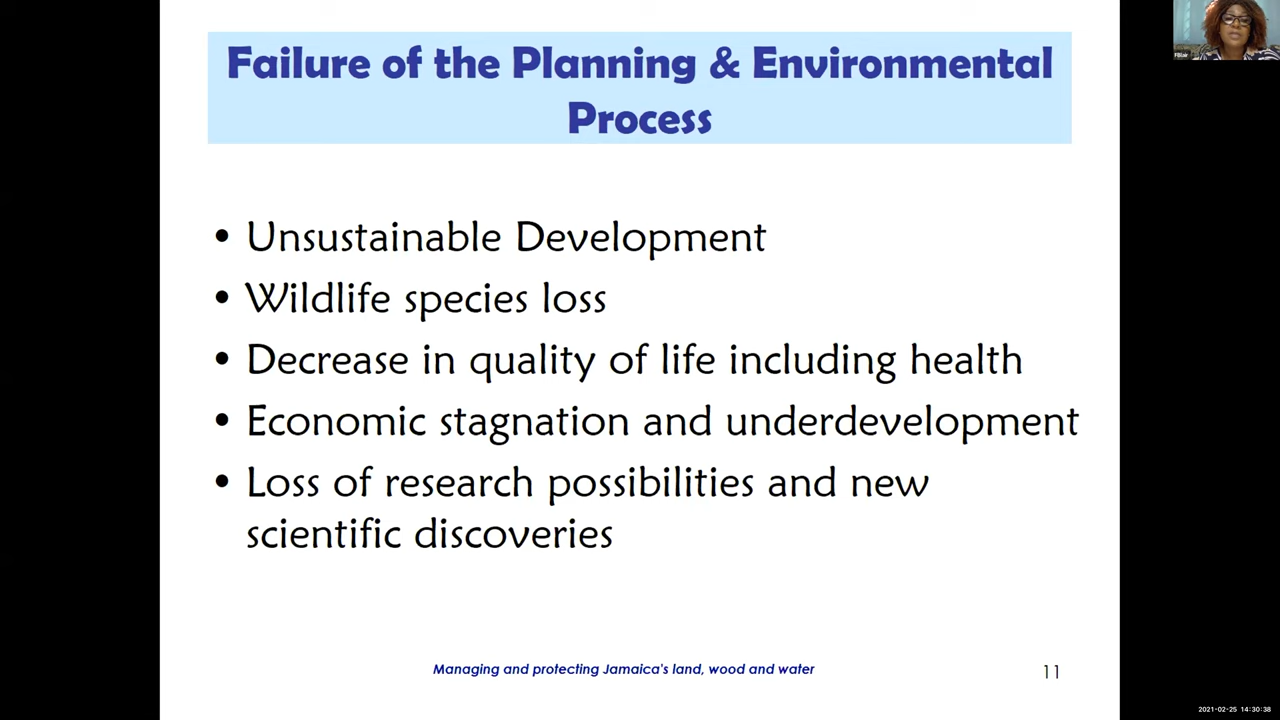 Failure of the Planning & Environmental
Process
• Unsustainable Development
• Wildlife species loss
• Decrease in quality of life including health
• Economic stagnation and underdevelopment
• Loss of research possibilities and new
scientific discoveries
Managing and protecting Jamaica's land, wood and water
11
FBlair
2021-02-25 14:30:38